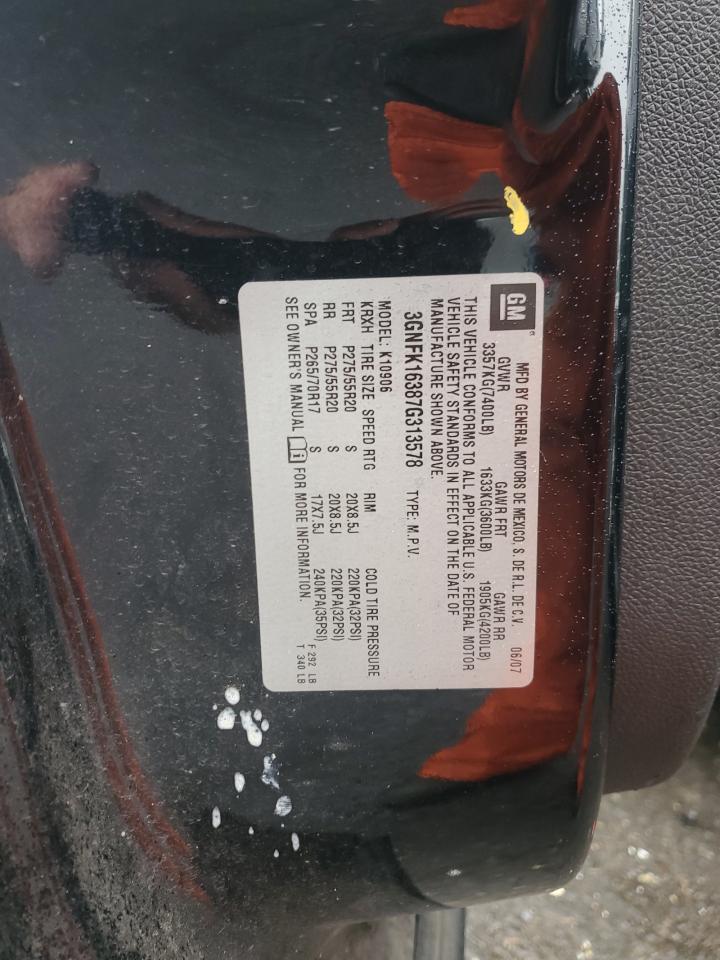 GM
MFD BY GENERAL MOTORS DE MEXICO, S. DE R.L. DE C.V.
06/07
GVWR GAWR FRT GAWR RR
3357KG(7400LB) 1633KG(3600LB) 1905KG(4200LB)
THIS VEHICLE CONFORMS TO ALL APPLICABLE U.S. FEDERAL MOTOR
VEHICLE SAFETY STANDARDS IN EFFECT ON THE DATE OF
MANUFACTURE SHOWN ABOVE.
3GNFK16387G313578 TYPE: M.P.V.
MODEL: K10906
KRXH TIRE SIZE SPEED RTG RIM COLD TIRE PRESSURE
FRT P275/55R20 S 20X8.5J 220KPA(32PSI)
RR P275/55R20 S 20X8.5J 220KPA(32PSI)
SPA P265/70R17 S 17X7.5J 240KPA(35PSI)
SEE OWNER'S MANUAL FOR MORE INFORMATION.
F 292 LB
T 340 LB